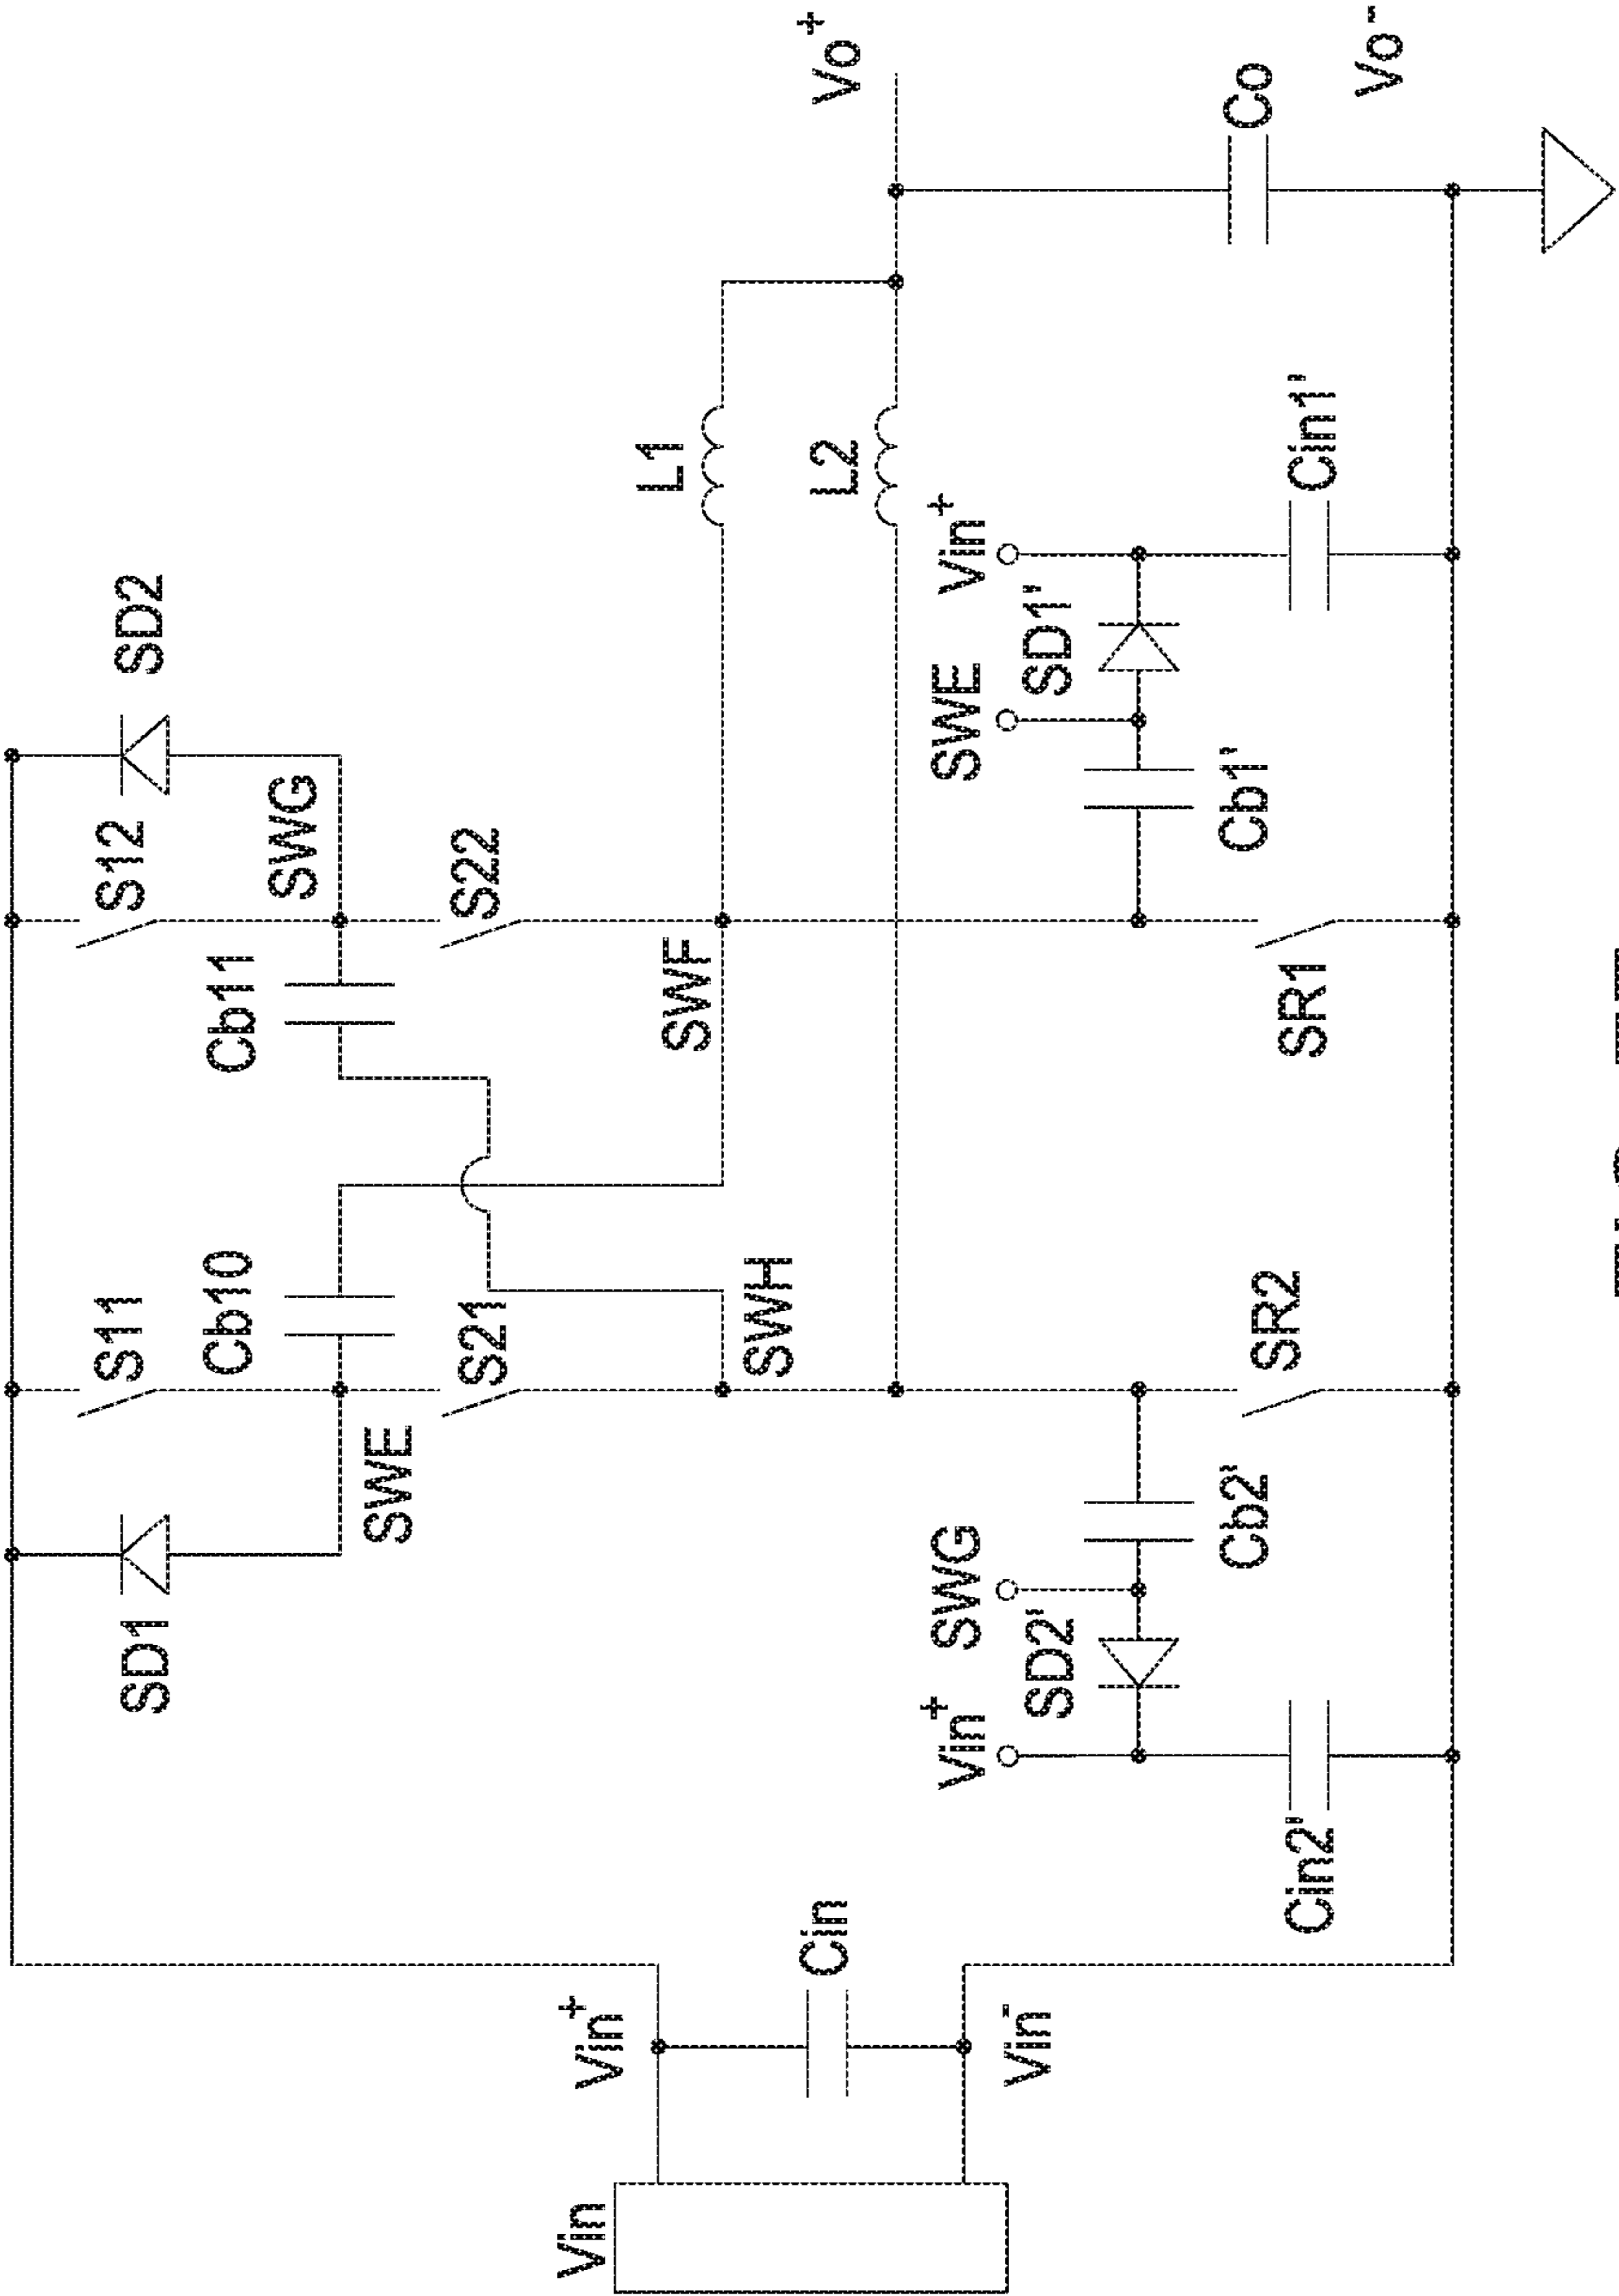 Vin
Vin+
Vin-
Cin
SD1
S11
SWE
Cb10
S21
SWH
Cb11
S12
SD2
SWG
S22
SWF
L1
L2
Vo+
Co
Vo-
Vin+
SWG
SD2'
Cin2'
Cb2'
SR2
SR1
SWE
Vin+
SD1'
Cb1'
Cin1'